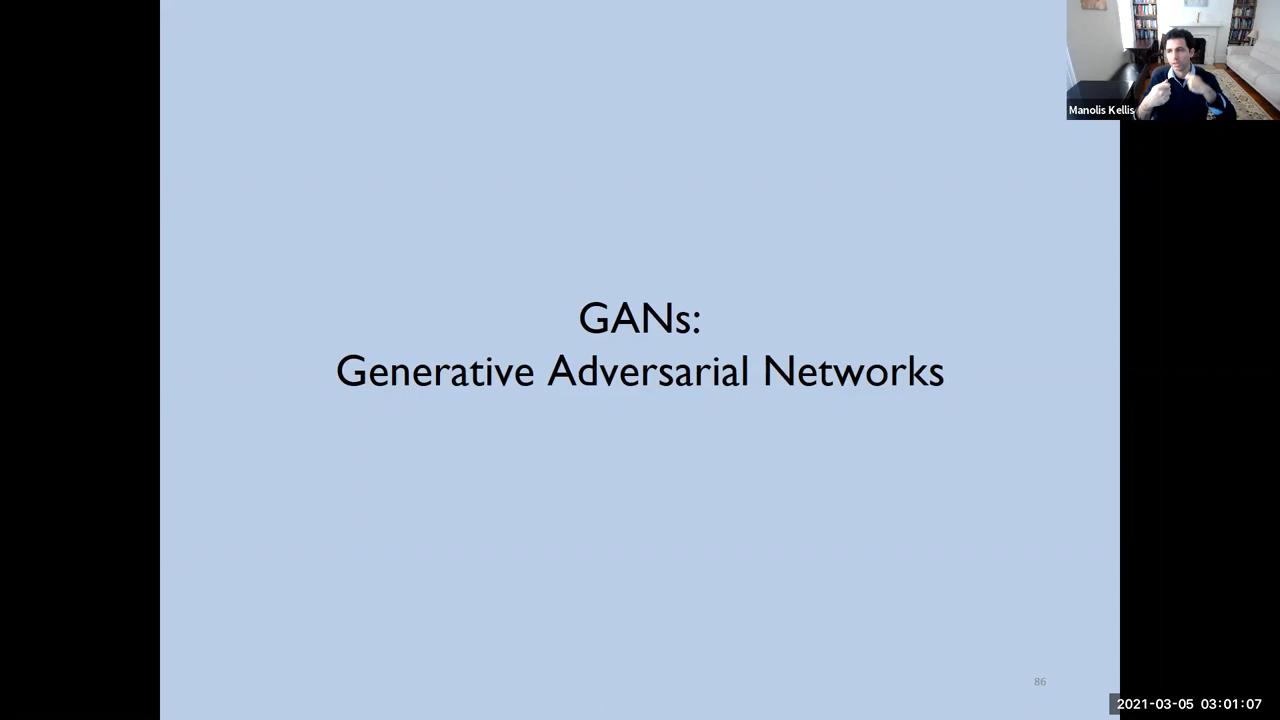 Manolis Kellis
GANs:
Generative Adversarial Networks
86
2021-03-05 03:01:07